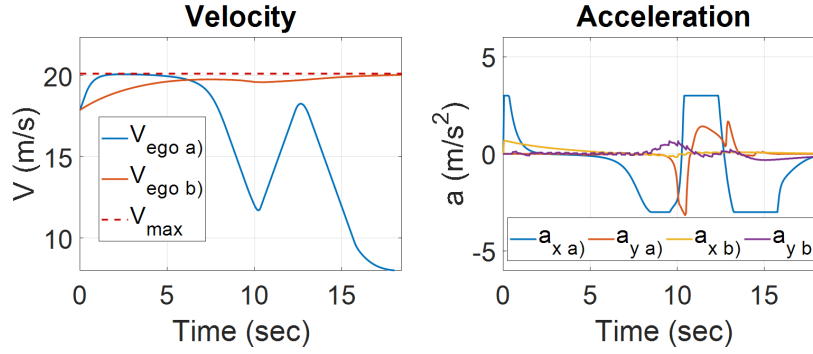 Velocity
V (m/s)
20
15
10
0
5
10
15
Time (sec)
V_ego a)
V_ego b)
V_max
Acceleration
a (m/s²)
5
0
-5
0
5
10
15
a_x a)
a_y a)
a_x b)
a_y b
Time (sec)